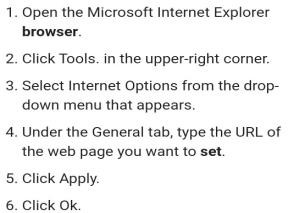 1. Open the Microsoft Internet Explorer
browser.
2. Click Tools. in the upper-right corner.
3. Select Internet Options from the drop-
down menu that appears.
4. Under the General tab, type the URL of
the web page you want to set.
5. Click Apply.
6. Click Ok.